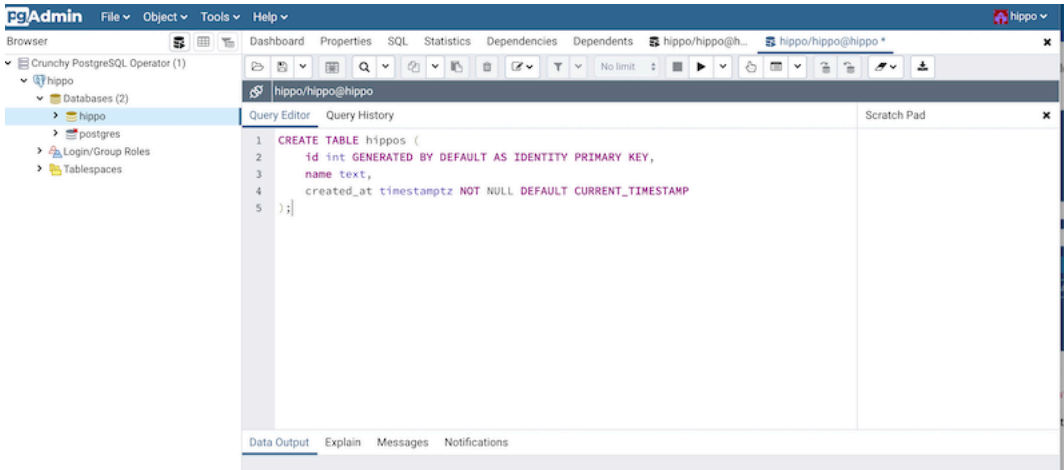 pgAdmin File Object Tools Help hippo
Browser
Dashboard Properties SQL Statistics Dependencies Dependents hippo/hippo@h... hippo/hippo@hippo *
Crunchy PostgreSQL Operator (1)
hippo
Databases (2)
hippo
postgres
Login/Group Roles
Tablespaces
No limit
hippo/hippo@hippo
Query Editor Query History
Scratch Pad
1 CREATE TABLE hippos (
2 id int GENERATED BY DEFAULT AS IDENTITY PRIMARY KEY,
3 name text,
4 created_at timestamptz NOT NULL DEFAULT CURRENT_TIMESTAMP
5 );
Data Output Explain Messages Notifications